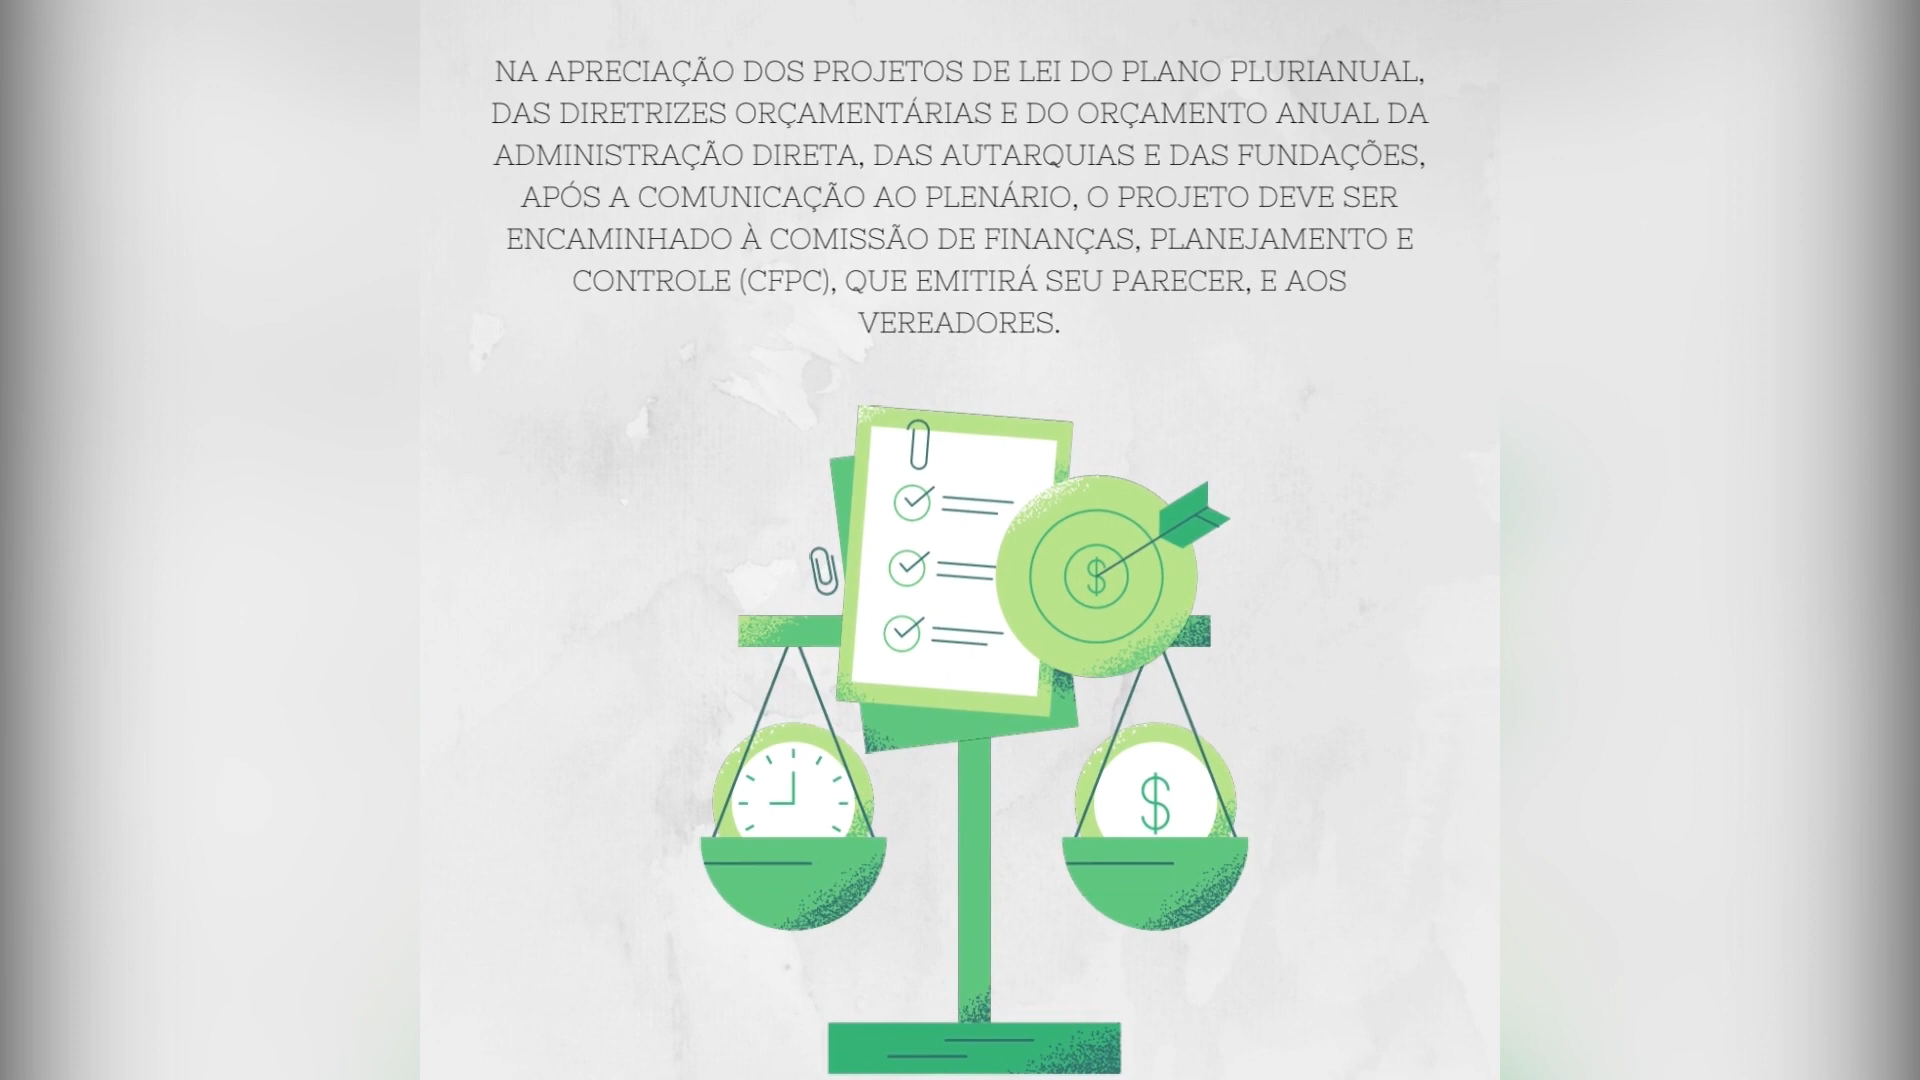 NA APRECIAÇÃO DOS PROJETOS DE LEI DO PLANO PLURIANUAL,
DAS DIRETRIZES ORÇAMENTÁRIAS E DO ORÇAMENTO ANUAL DA
ADMINISTRAÇÃO DIRETA, DAS AUTARQUIAS E DAS FUNDAÇÕES,
APÓS A COMUNICAÇÃO AO PLENÁRIO, O PROJETO DEVE SER
ENCAMINHADO À COMISSÃO DE FINANÇAS, PLANEJAMENTO E
CONTROLE (CFPC), QUE EMITIRÁ SEU PARECER, E AOS
VEREADORES.
$
$